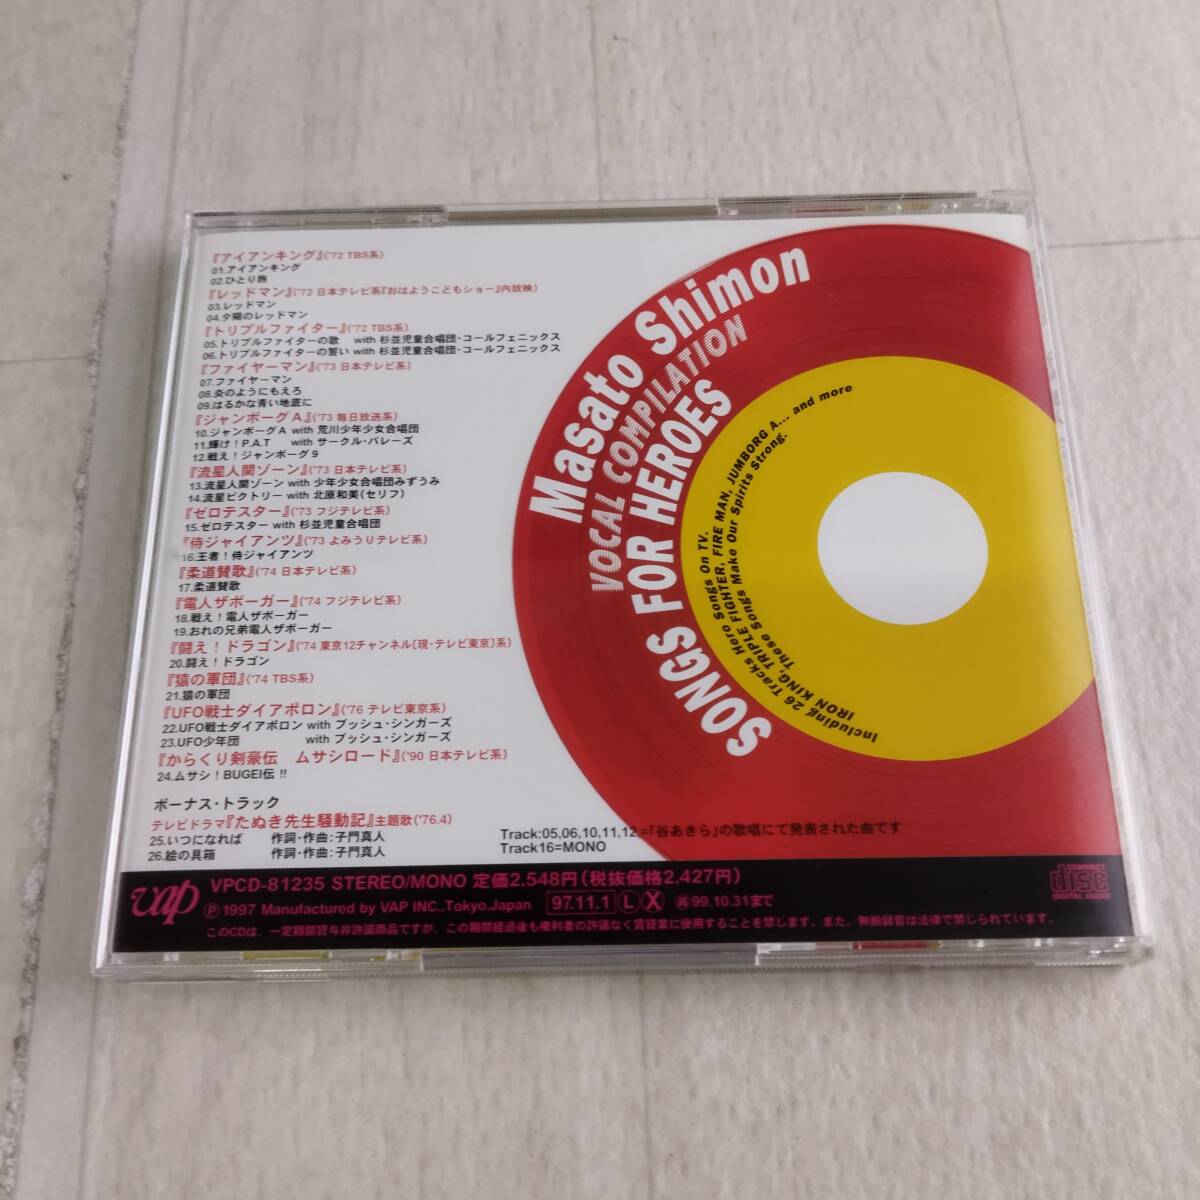 『アイアンキング』('72 TBS系)
01.アイアンキング
02.ひとり旅
『レッドマン』('72 日本テレビ系『おはようこどもショー』内放映)
03.レッドマン
04.夕陽のレッドマン
『トリプルファイター』('72 TBS系)
05.トリプルファイターの歌 with 杉並児童合唱団・コールフェニックス
06.トリプルファイターの誓い with 杉並児童合唱団・コールフェニックス
『ファイヤーマン』('73 日本テレビ系)
07.ファイヤーマン
08.炎のようにもえろ
09.はるかな青い地底に
『ジャンボーグA』('73 毎日放送系)
10.ジャンボーグA with 荒川少年少女合唱団
11.輝け!P.A.T with サークル・バレーズ
12.戦え!ジャンボーグ9
『流星人間ゾーン』('73 日本テレビ系)
13.流星人間ゾーン with 少年少女合唱団みずうみ
14.流星ビクトリー with 北原和美(セリフ)
『ゼロテスター』('73 フジテレビ系)
15.ゼロテスター with 杉並児童合唱団
『侍ジャイアンツ』('73 よみうりテレビ系)
16.王者!侍ジャイアンツ
『柔道賛歌』('74 日本テレビ系)
17.柔道賛歌
『電人ザボーガー』('74 フジテレビ系)
18.戦え!電人ザボーガー
19.おれの兄弟電人ザボーガー
『闘え!ドラゴン』('74 東京12チャンネル〔現・テレビ東京〕系)
20.闘え!ドラゴン
『猿の軍団』('74 TBS系)
21.猿の軍団
『UFO戦士ダイアポロン』('76 テレビ東京系)
22.UFO戦士ダイアポロン with ブッシュ・シンガーズ
23.UFO少年団 with ブッシュ・シンガーズ
『からくり剣豪伝 ムサシロード』('90 日本テレビ系)
24.ムサシ!BUGEI伝!!
ボーナス・トラック
テレビドラマ『たぬき先生騒動記』主題歌('76.4)
25.いつになれば 作詞・作曲:子門真人
26.絵の具箱 作詞・作曲:子門真人
Masato Shimon
VOCAL COMPILATION
SONGS FOR HEROES
Including 26 Tracks Hero Songs On TV.
IRON KING, TRIPLE FIGHTER, FIRE MAN, JUMBORG A... and more
These Songs Make Our Spirits Strong.
Track:05,06,10,11,12=「谷あきら」の歌唱にて発表された曲です
Track16=MONO
vap VPCD-81235 STEREO/MONO 定価2,548円(税抜価格2,427円)
Ⓟ 1997 Manufactured by VAP INC.,Tokyo.Japan 97.11.1 Ⓛ Ⓧ ㊢99.10.31まで
このCDは、一定期間貸与非許諾商品ですが、この期間経過後も権利者の許諾なく賃貸業に使用することを禁じます。また、無断録音は法律で禁じられています。
COMPACT
disc
DIGITAL AUDIO